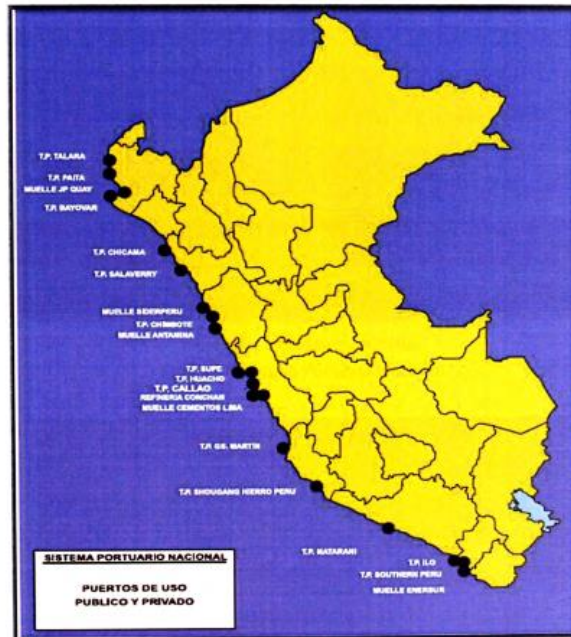 T.P. TALARA
T.P. PAITA
MUELLE JP QUAY
T.P. BAYOVAR
T.P. CHICAMA
T.P. SALAVERRY
MUELLE SIDERPERU
T.P. CHIMBOTE
MUELLE ANTAMINA
T.P. SUPE
T.P. HUACHO
T.P. CALLAO
REFINERIA CONCHAN
MUELLE CEMENTOS LIMA
T.P. GE. MARTIN
T.P. SHOUGANG HIERRO PERU
T.P. MATARANI
T.P. ILO
T.P. SOUTHERN PERU
MUELLE ENERSUR
SISTEMA PORTUARIO NACIONAL
PUERTOS DE USO
PUBLICO Y PRIVADO